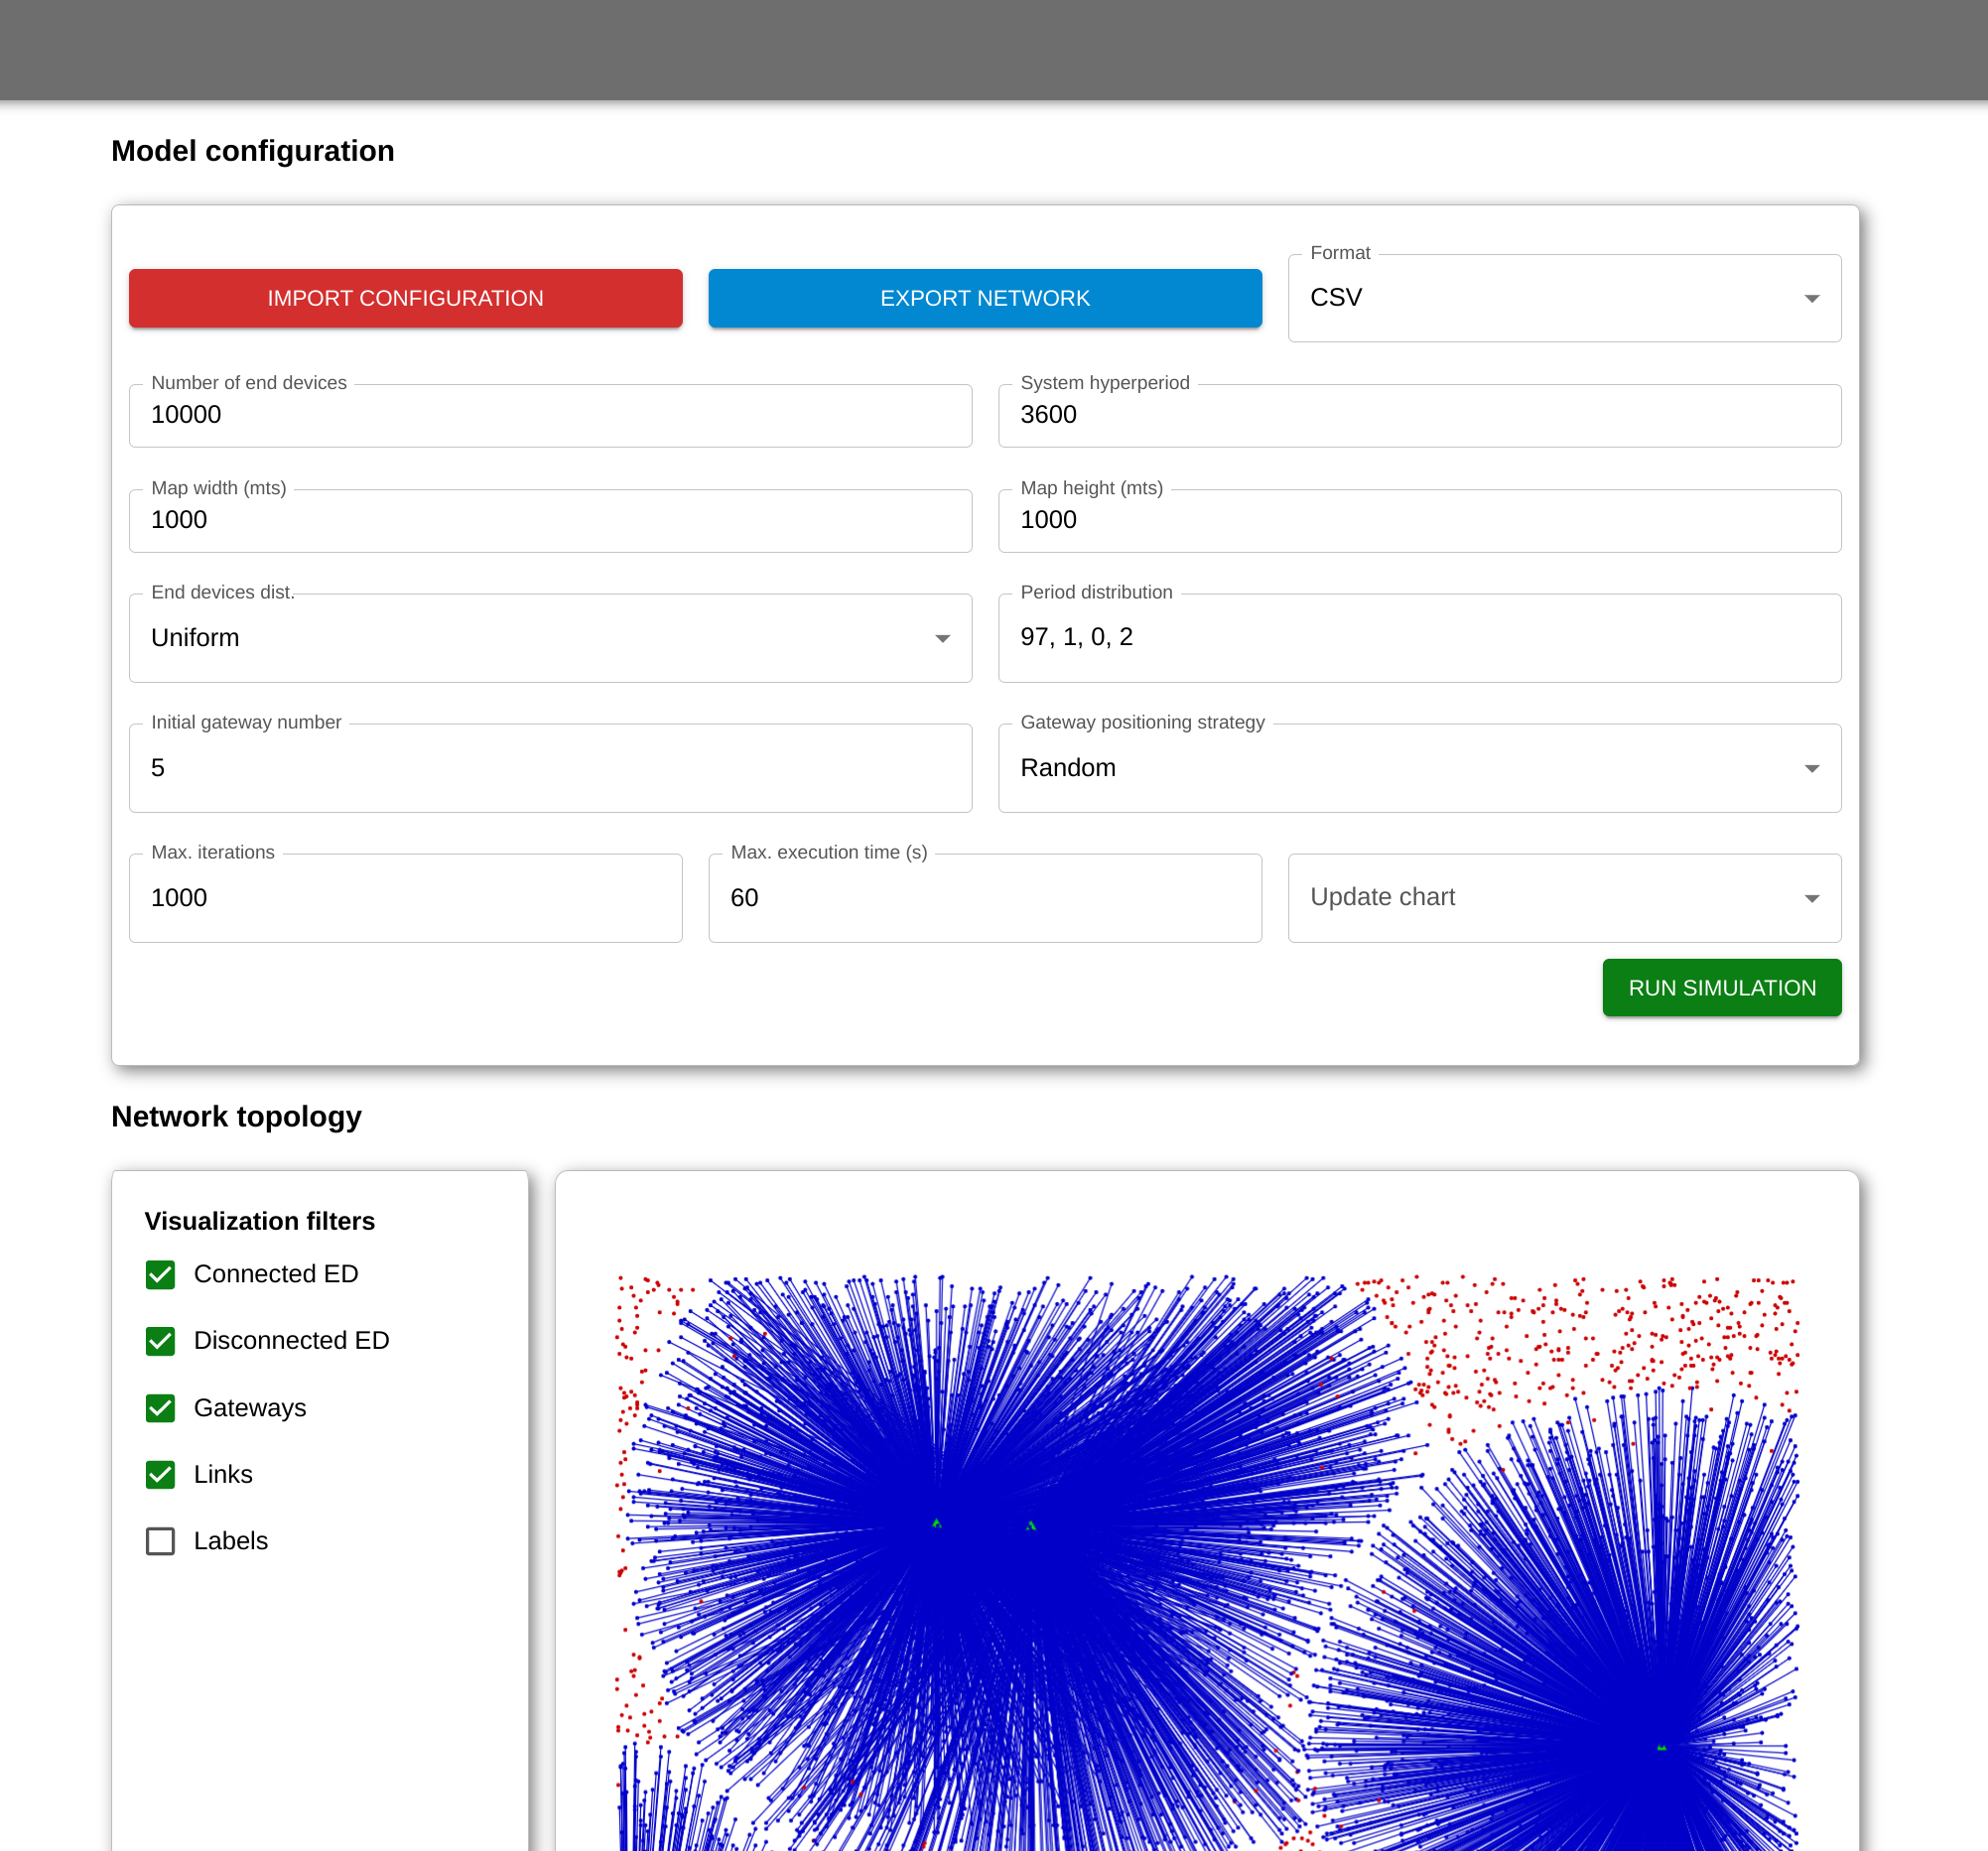 Model configuration
IMPORT CONFIGURATION
EXPORT NETWORK
Format
CSV
Number of end devices
10000
System hyperperiod
3600
Map width (mts)
1000
Map height (mts)
1000
End devices dist.
Uniform
Period distribution
97, 1, 0, 2
Initial gateway number
5
Gateway positioning strategy
Random
Max. iterations
1000
Max. execution time (s)
60
Update chart
RUN SIMULATION
Network topology
Visualization filters
Connected ED
Disconnected ED
Gateways
Links
Labels